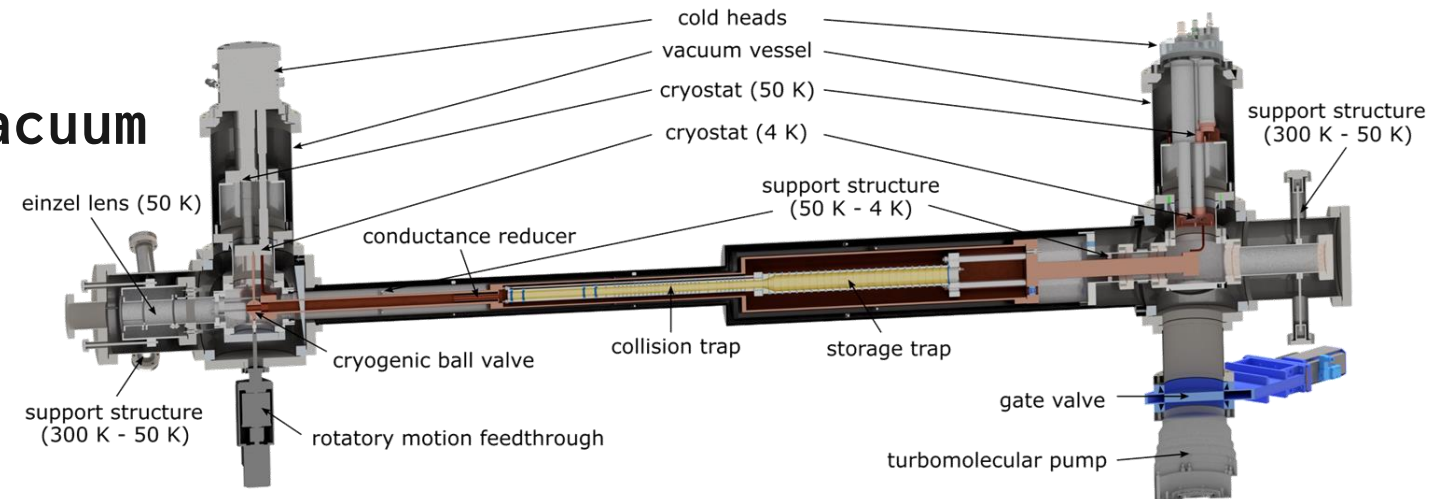 cold heads
vacuum vessel
cryostat (50 K)
acuum
support structure
(300 K - 50 K)
cryostat (4 K)
support structure
(50 K - 4 K)
einzel lens (50 K)
conductance reducer
collision trap
storage trap
cryogenic ball valve
gate valve
support structure
(300 K - 50 K)
rotatory motion feedthrough
turbomolecular pump